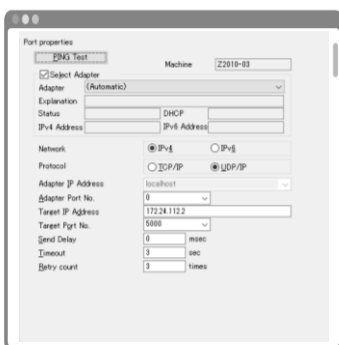 Port properties
PING Test
Machine Z2010-03
Select Adapter
Adapter (Automatic)
Explanation
Status DHCP
IPv4 Address IPv6 Address
Network IPv4 IPv6
Protocol TCP/IP UDP/IP
Adapter IP Address localhost
Adapter Port No. 0
Target IP Address 172.24.112.2
Target Port No. 5000
Send Delay 0 msec
Timeout 3 sec
Retry count 3 times